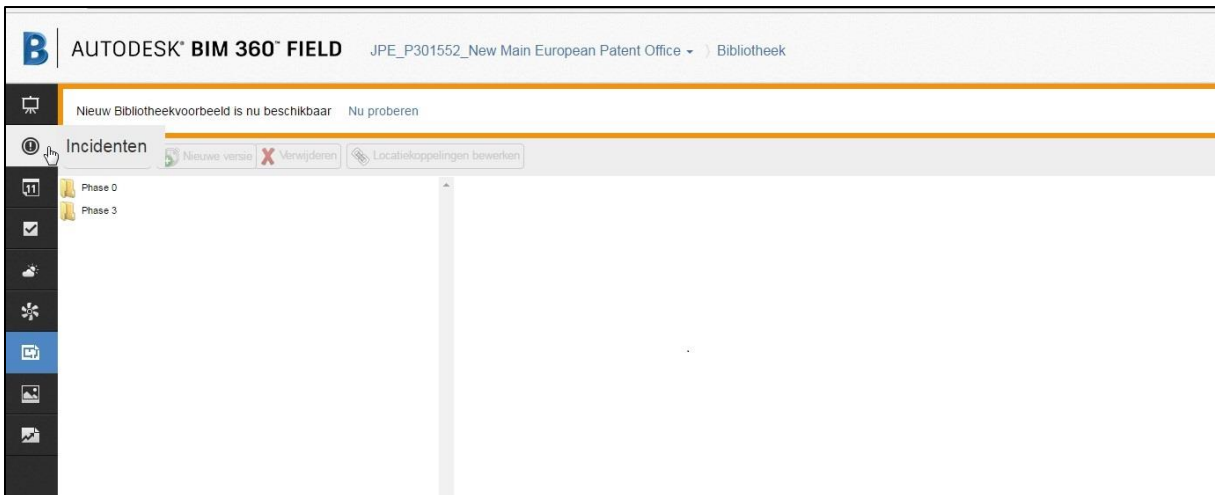 B AUTODESK® BIM 360™ FIELD JPE_P301552_New Main European Patent Office Bibliotheek
Nieuw Bibliotheekvoorbeeld is nu beschikbaar Nu proberen
Incidenten Nieuwe versie Verwijderen Locatiekoppelingen bewerken
11 Phase 0
Phase 3